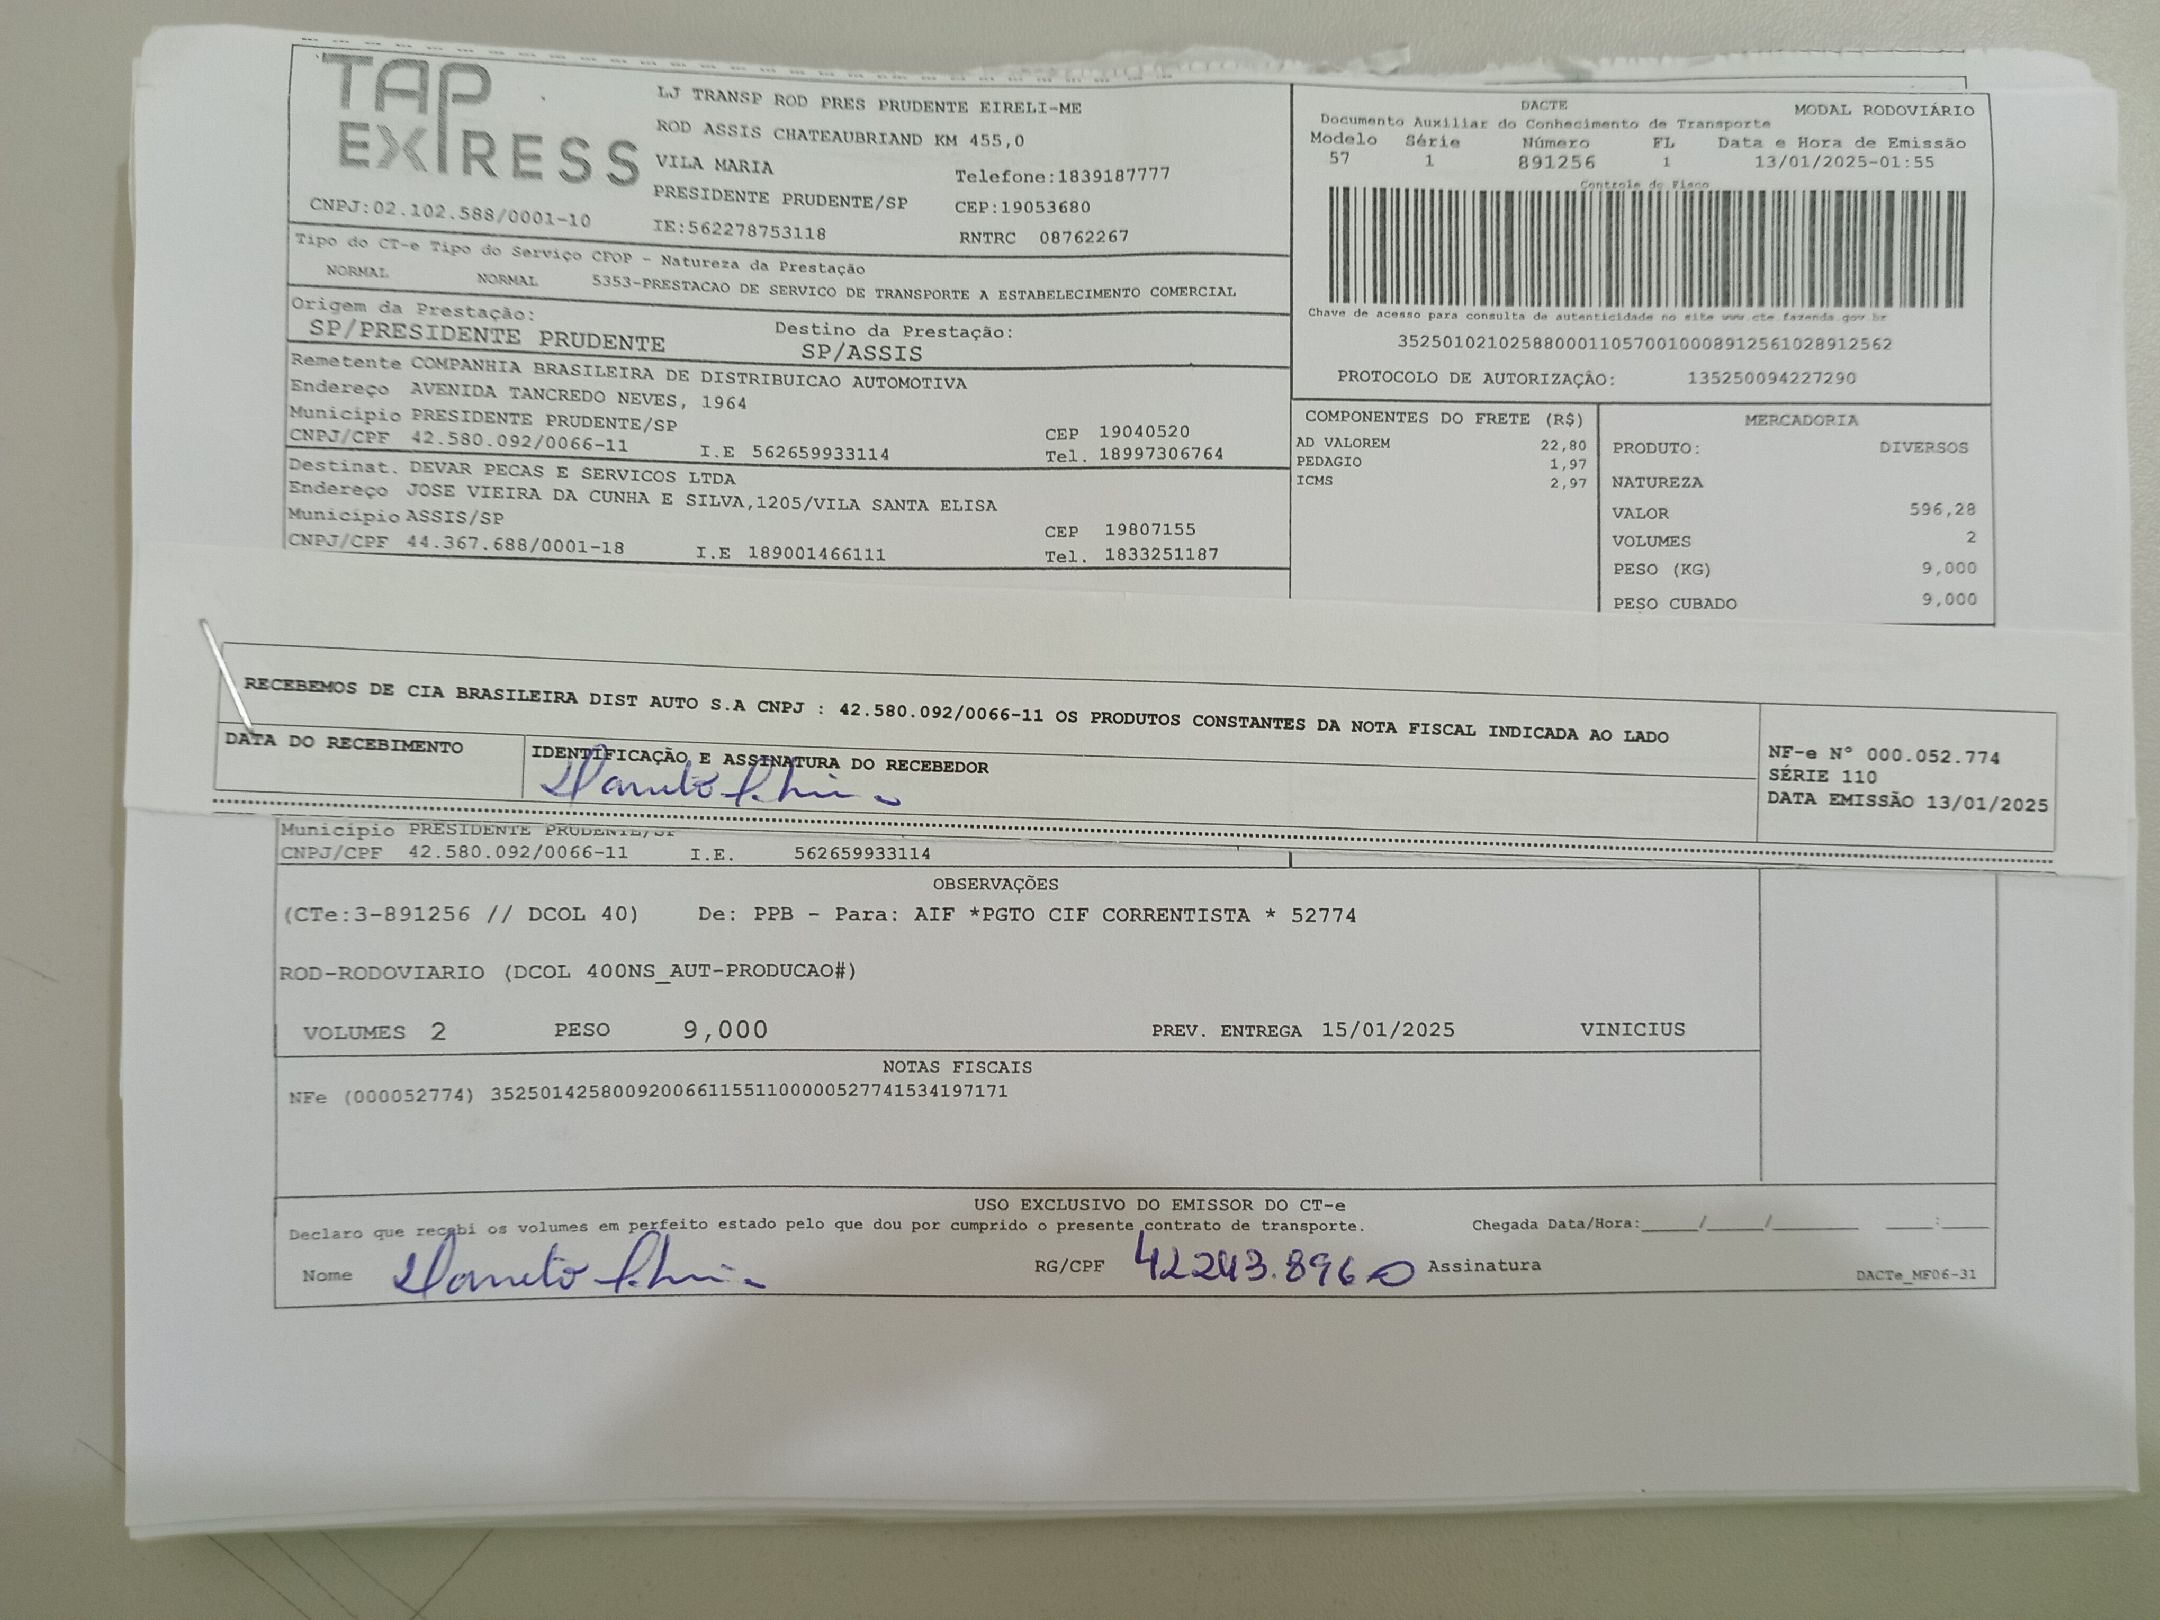 TAP EXPRESS
LJ TRANSP ROD PRES PRUDENTE EIRELI-ME
ROD ASSIS CHATEAUBRIAND KM 455,0
VILA MARIA Telefone:1839187777
PRESIDENTE PRUDENTE/SP CEP:19053680
CNPJ:02.102.588/0001-10 IE:562278753118 RNTRC 08762267
Tipo do CT-e Tipo do Serviço CFOP - Natureza da Prestação
NORMAL NORMAL 5353-PRESTACAO DE SERVICO DE TRANSPORTE A ESTABELECIMENTO COMERCIAL
Origem da Prestação: Destino da Prestação:
SP/PRESIDENTE PRUDENTE SP/ASSIS
Remetente COMPANHIA BRASILEIRA DE DISTRIBUICAO AUTOMOTIVA
Endereço AVENIDA TANCREDO NEVES, 1964
Município PRESIDENTE PRUDENTE/SP CEP 19040520
CNPJ/CPF 42.580.092/0066-11 I.E 562659933114 Tel. 18997306764
Destinat. DEVAR PECAS E SERVICOS LTDA
Endereço JOSE VIEIRA DA CUNHA E SILVA,1205/VILA SANTA ELISA
Município ASSIS/SP CEP 19807155
CNPJ/CPF 44.367.688/0001-18 I.E 189001466111 Tel. 1833251187
DACTE MODAL RODOVIÁRIO
Documento Auxiliar do Conhecimento de Transporte
Modelo Série Número FL Data e Hora de Emissão
57 1 891256 1 13/01/2025-01:55
Controle do Fisco
Chave de acesso para consulta de autenticidade no site www.cte.fazenda.gov.br
35250102102588000110570010008912561028912562
PROTOCOLO DE AUTORIZAÇÃO: 135250094227290
COMPONENTES DO FRETE (R$)
AD VALOREM 22,80
PEDAGIO 1,97
ICMS 2,97
MERCADORIA
PRODUTO: DIVERSOS
NATUREZA
VALOR 596,28
VOLUMES 2
PESO (KG) 9,000
PESO CUBADO 9,000
RECEBEMOS DE CIA BRASILEIRA DIST AUTO S.A CNPJ : 42.580.092/0066-11 OS PRODUTOS CONSTANTES DA NOTA FISCAL INDICADA AO LADO
DATA DO RECEBIMENTO IDENTIFICAÇÃO E ASSINATURA DO RECEBEDOR
NF-e N° 000.052.774
SÉRIE 110
DATA EMISSÃO 13/01/2025
Município PRESIDENTE PRUDENTE/SP
CNPJ/CPF 42.580.092/0066-11 I.E. 562659933114
OBSERVAÇÕES
(CTe:3-891256 // DCOL 40) De: PPB - Para: AIF *PGTO CIF CORRENTISTA * 52774
ROD-RODOVIARIO (DCOL 400NS_AUT-PRODUCAO#)
VOLUMES 2 PESO 9,000 PREV. ENTREGA 15/01/2025 VINICIUS
NOTAS FISCAIS
NFe (000052774) 35250142580092006611551100000527741534197171
USO EXCLUSIVO DO EMISSOR DO CT-e
Declaro que recebi os volumes em perfeito estado pelo que dou por cumprido o presente contrato de transporte. Chegada Data/Hora:_____/_____/________ ____:____
Nome RG/CPF 42243.896 0 Assinatura
DACTe_MF06-31